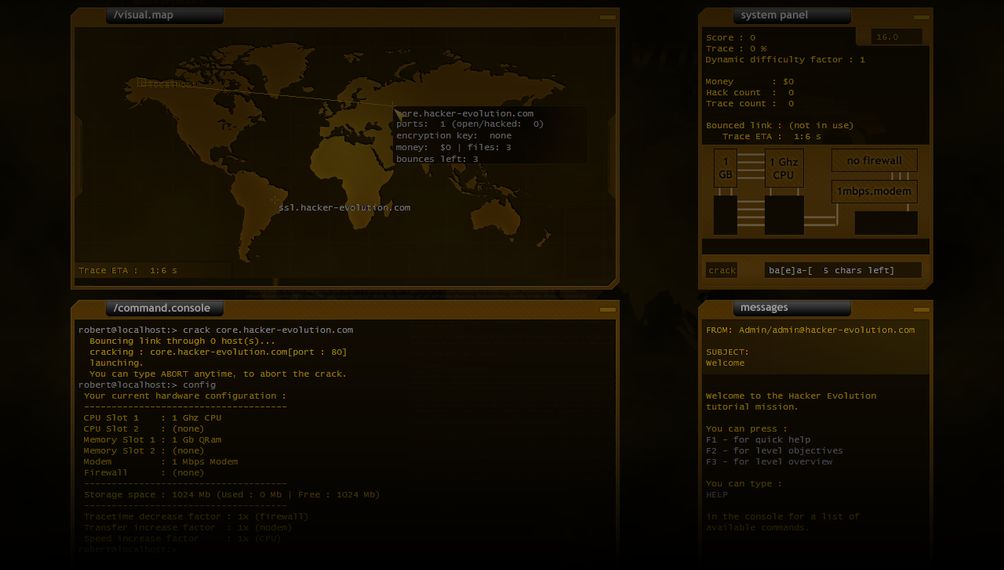 /visual.map
core.hacker-evolution.com
ports: 1 (open/hacked: 0)
encryption key: none
money: $0 | files: 3
bounces left: 3
ssl.hacker-evolution.com
Trace ETA : 1:6 s
system panel
16.0
Score : 0
Trace : 0 %
Dynamic difficulty factor : 1
Money : $0
Hack count : 0
Trace count : 0
Bounced link : (not in use)
Trace ETA : 1:6 s
1 GB
1 Ghz CPU
no firewall
1mbps.modem
crack
ba[e]a-[ 5 chars left]
/command.console
robert@localhost:> crack core.hacker-evolution.com
Bouncing link through 0 host(s)...
cracking : core.hacker-evolution.com[port : 80]
launching.
You can type ABORT anytime, to abort the crack.
robert@localhost:> config
Your current hardware configuration :
-------------------------------------
CPU Slot 1 : 1 Ghz CPU
CPU Slot 2 : (none)
Memory Slot 1 : 1 Gb QRam
Memory Slot 2 : (none)
Modem : 1 Mbps Modem
Firewall : (none)
-------------------------------------
Storage space : 1024 Mb (Used : 0 Mb | Free : 1024 Mb)
-------------------------------------
Tracetime decrease factor : 1x (firewall)
Transfer increase factor : 1x (modem)
Speed increase factor : 1x (CPU)
robert@localhost:>
messages
FROM: Admin/admin@hacker-evolution.com
SUBJECT:
Welcome
Welcome to the Hacker Evolution
tutorial mission.
You can press :
F1 - for quick help
F2 - for level objectives
F3 - for level overview
You can type :
HELP
in the console for a list of
available commands.